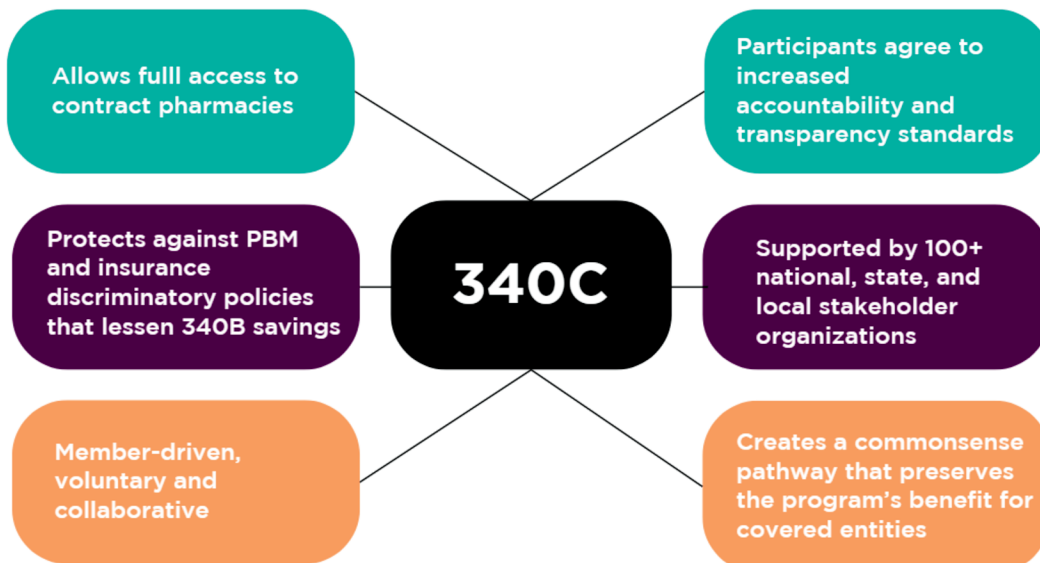 Allows fulll access to
contract pharmacies
Participants agree to
increased
accountability and
transparency standards
Protects against PBM
and insurance
discriminatory policies
that lessen 340B savings
340C
Supported by 100+
national, state, and
local stakeholder
organizations
Member-driven,
voluntary and
collaborative
Creates a commonsense
pathway that preserves
the program’s benefit for
covered entities